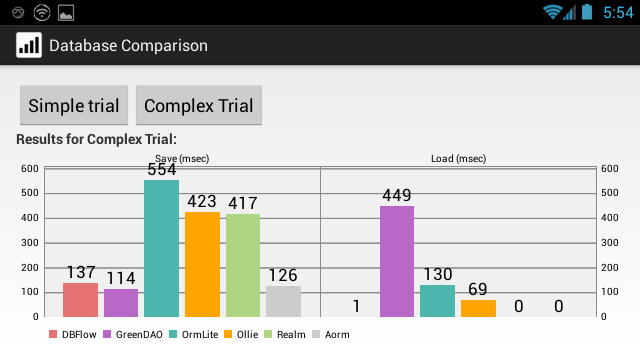 5:54
Database Comparison
Simple trial Complex Trial
Results for Complex Trial:
Save (msec) Load (msec)
600 554 600
500 449 500
400 423 417 400
300 300
200 200
137 114 126 130 69
100 100
0 1 0 0 0
DBFlow GreenDAO OrmLite Ollie Realm Aorm